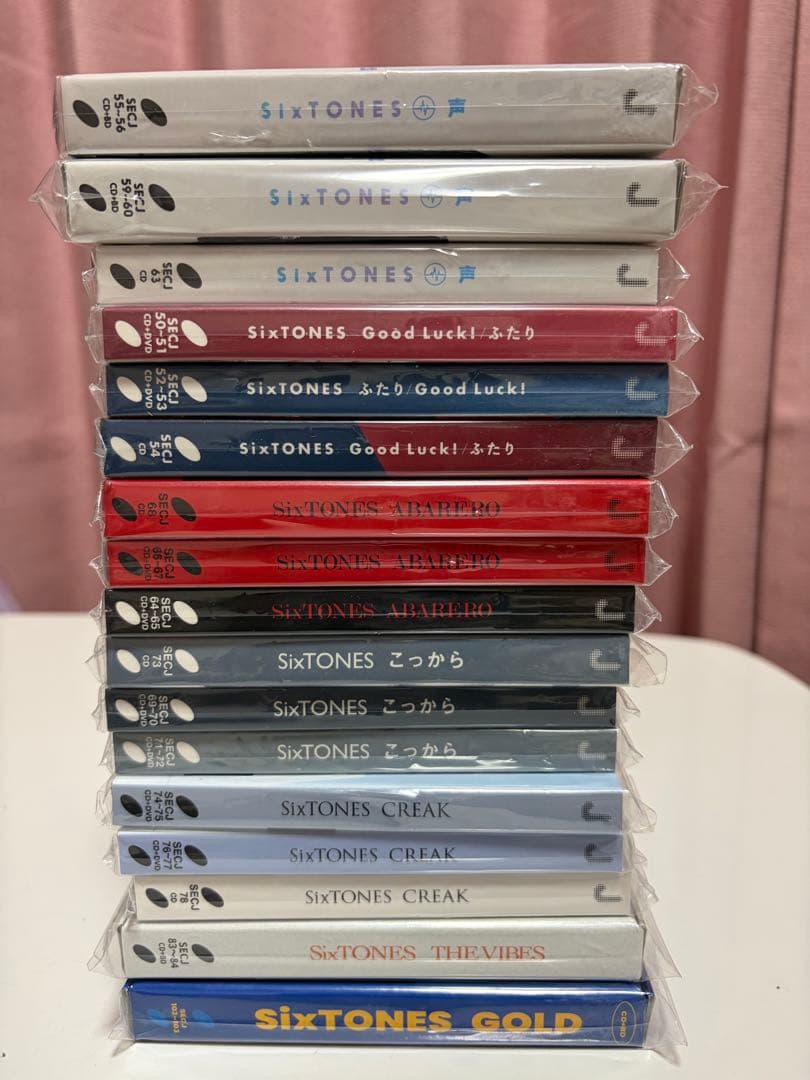 SECJ 55~56 CD+BD SixTONES 声 J
SECJ 59~60 CD+BD SixTONES 声 J
SECJ 63 CD SixTONES 声 J
SECJ 50~51 CD+DVD SixTONES Good Luck!/ふたり J
SECJ 52~53 CD+DVD SixTONES ふたり/Good Luck! J
SECJ 54 CD SixTONES Good Luck!/ふたり J
SECJ 68 CD SixTONES ABARERO J
SECJ 66~67 CD+DVD SixTONES ABARERO J
SECJ 64~65 CD+DVD SixTONES ABARERO J
SECJ 73 CD SixTONES こっから J
SECJ 69~70 CD+DVD SixTONES こっから J
SECJ 71~72 CD+DVD SixTONES こっから J
SECJ 74~75 CD+DVD SixTONES CREAK J
SECJ 76~77 CD+DVD SixTONES CREAK J
SECJ 78 CD SixTONES CREAK J
SECJ 83~84 CD+BD SixTONES THE VIBES
SECJ 102~103 SixTONES GOLD CD+BD